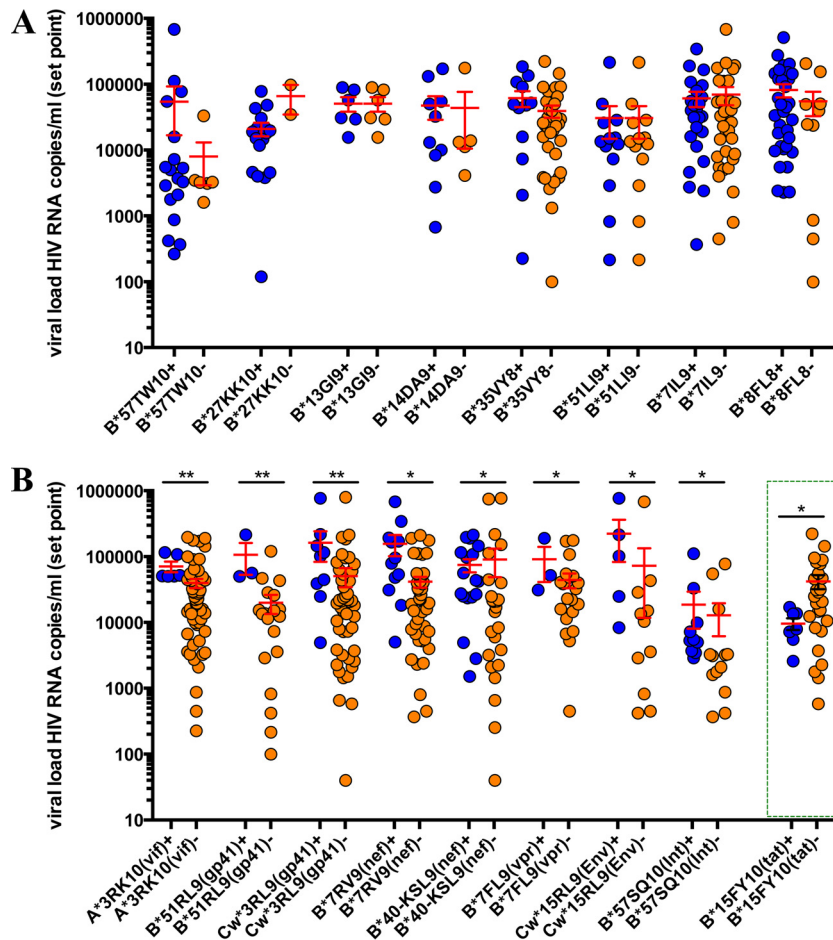 A
viral load HIV RNA copies/ml (set point)
1000000
100000
10000
1000
100
10
B*57TW10+
B*57TW10-
B*27KK10+
B*27KK10-
B*13GI9+
B*13GI9-
B*14DA9+
B*14DA9-
B*35VY8+
B*35VY8-
B*51LI9+
B*51LI9-
B*7IL9+
B*7IL9-
B*8FL8+
B*8FL8-
B
viral load HIV RNA copies/ml (set point)
1000000
100000
10000
1000
100
10
** ** ** * * * * * *
A*3RK10(vif)+
A*3RK10(vif)-
B*51RL9(gp41)+
B*51RL9(gp41)-
Cw*3RL9(gp41)+
Cw*3RL9(gp41)-
B*7RV9(nef)+
B*7RV9(nef)-
B*40-KSL9(nef)+
B*40-KSL9(nef)-
B*7FL9(vpr)+
B*7FL9(vpr)-
Cw*15RL9(Env)+
Cw*15RL9(Env)-
B*57SQ10(Int)+
B*57SQ10(Int)-
B*15FY10(tat)+
B*15FY10(tat)-